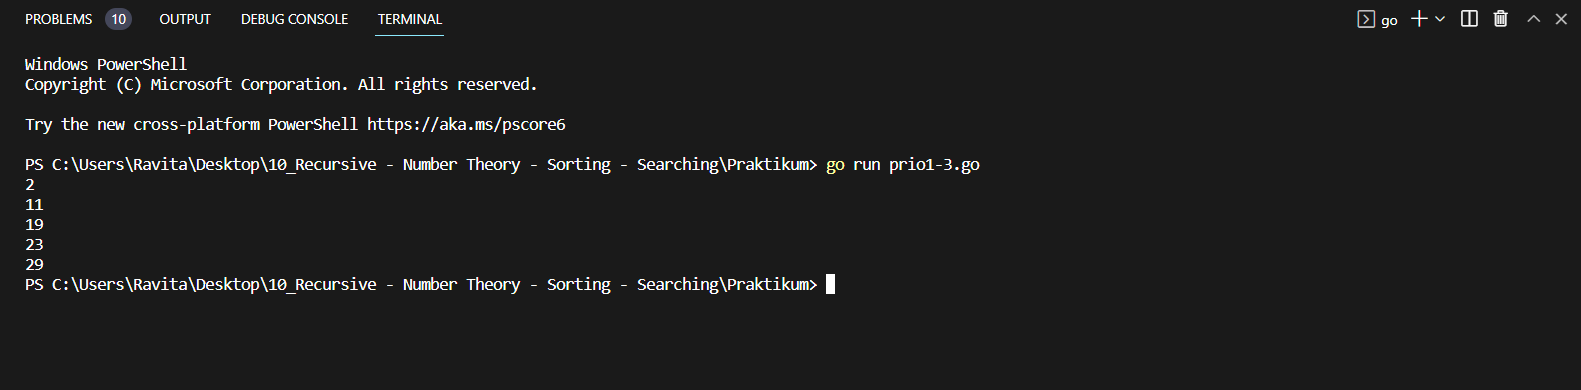 PROBLEMS 10 OUTPUT DEBUG CONSOLE TERMINAL go
Windows PowerShell
Copyright (C) Microsoft Corporation. All rights reserved.
Try the new cross-platform PowerShell https://aka.ms/pscore6
PS C:\Users\Ravita\Desktop\10_Recursive - Number Theory - Sorting - Searching\Praktikum> go run prio1-3.go
2
11
19
23
29
PS C:\Users\Ravita\Desktop\10_Recursive - Number Theory - Sorting - Searching\Praktikum>